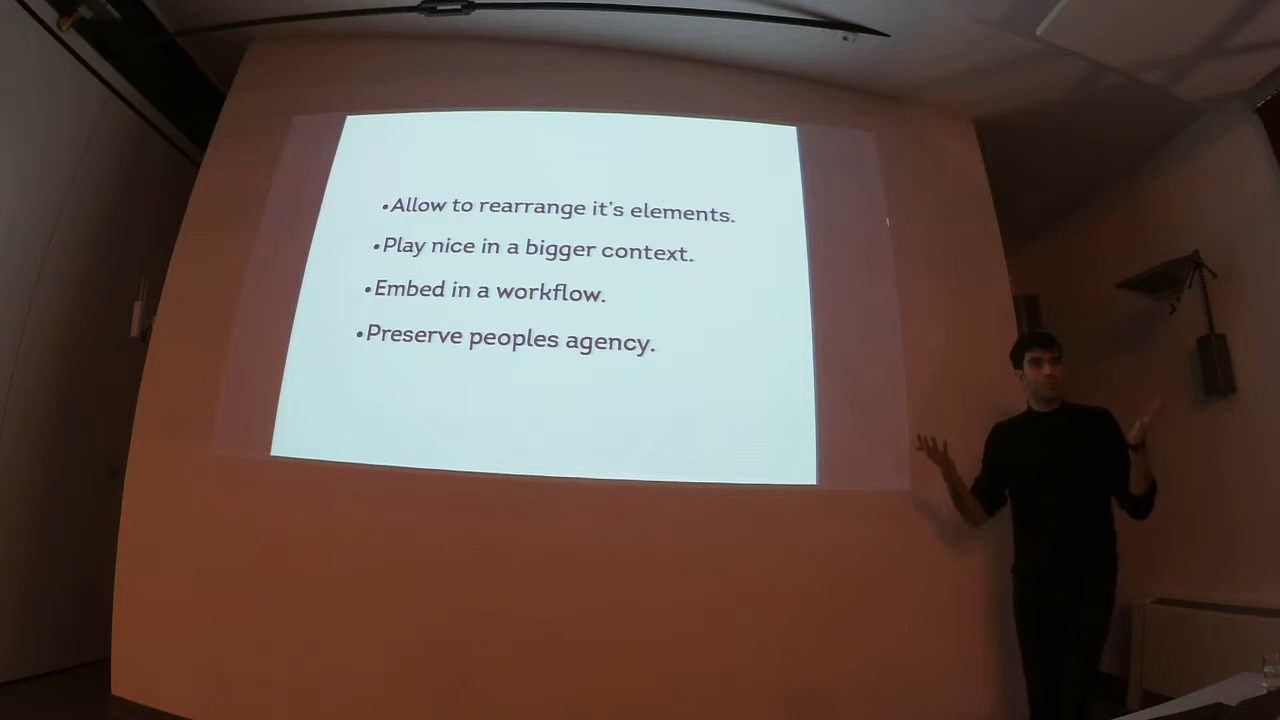 •Allow to rearrange it's elements.
•Play nice in a bigger context.
•Embed in a workflow.
•Preserve peoples agency.